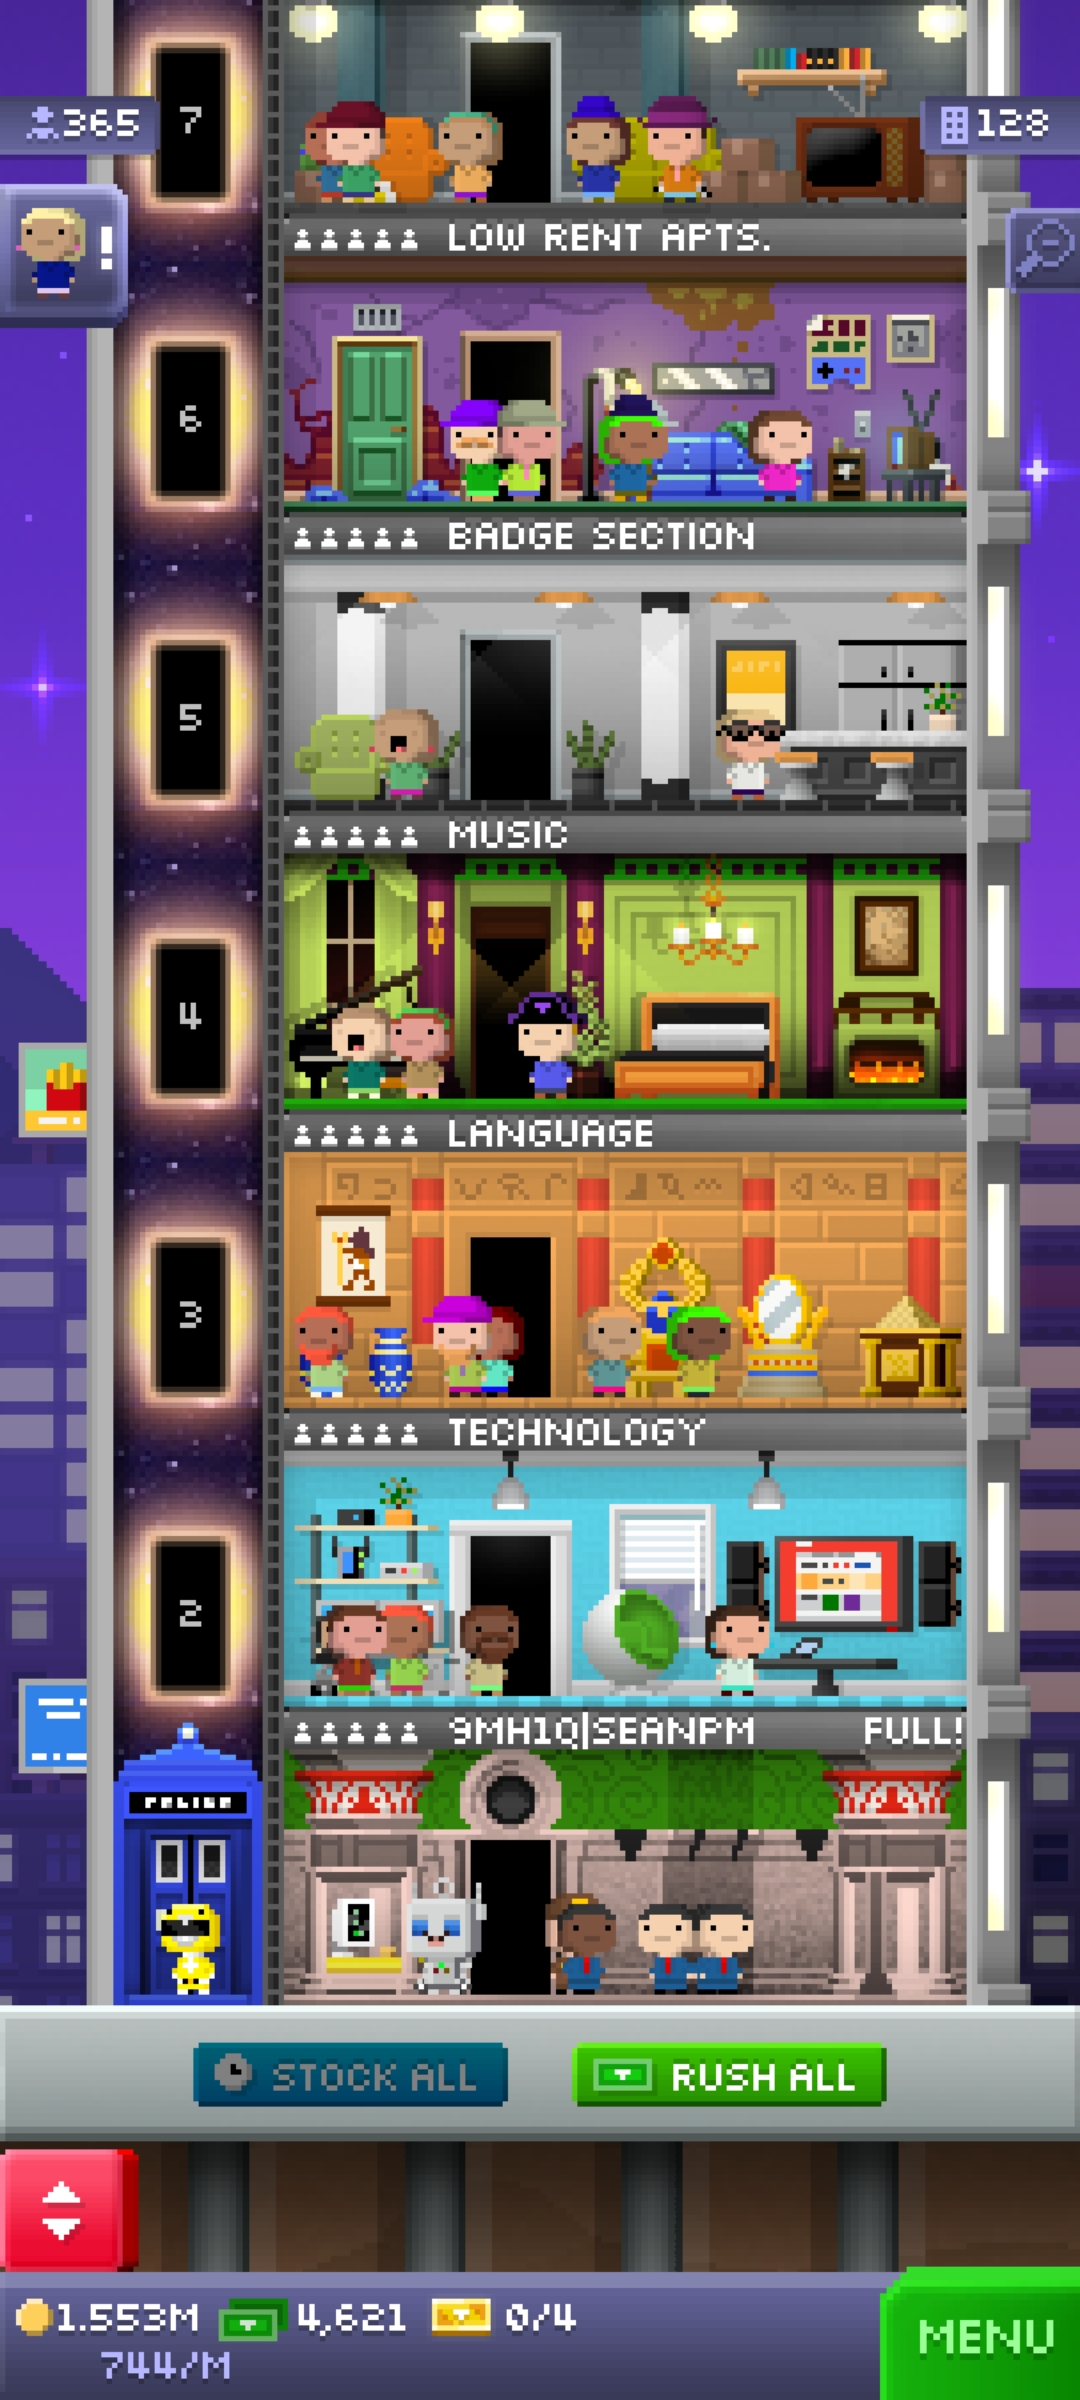 7
365
128
!
LOW RENT APTS.
6
BADGE SECTION
5
MUSIC
4
LANGUAGE
3
TECHNOLOGY
2
9MH1Q|SEANPM FULL!
POLICE
STOCK ALL
RUSH ALL
1.553M 4,621 0/4
744/M
MENU